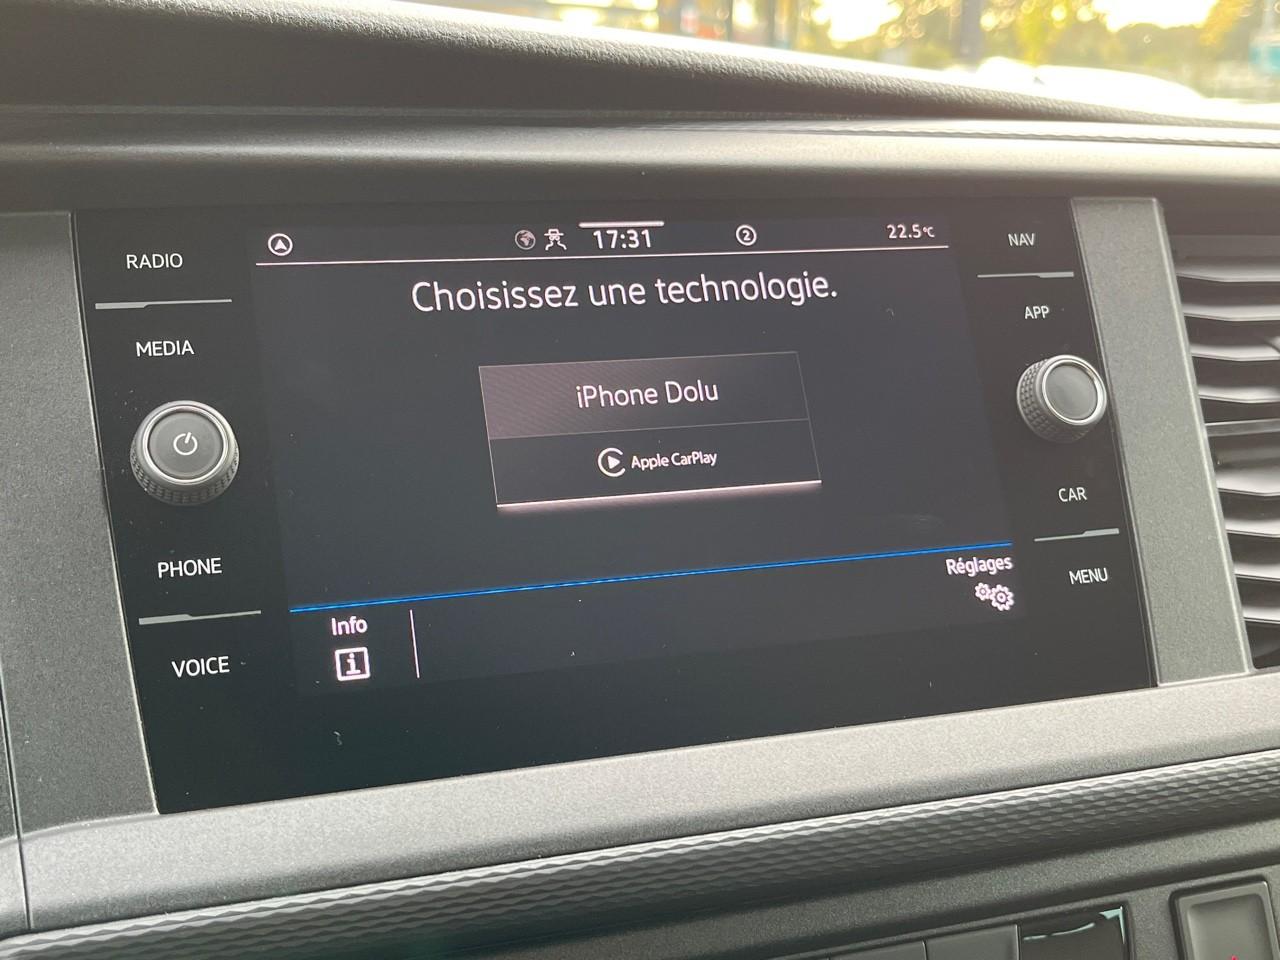 RADIO
MEDIA
PHONE
VOICE
17:31
2
22.5°C
Choisissez une technologie.
iPhone Dolu
Apple CarPlay
Réglages
Info
i
NAV
APP
CAR
MENU